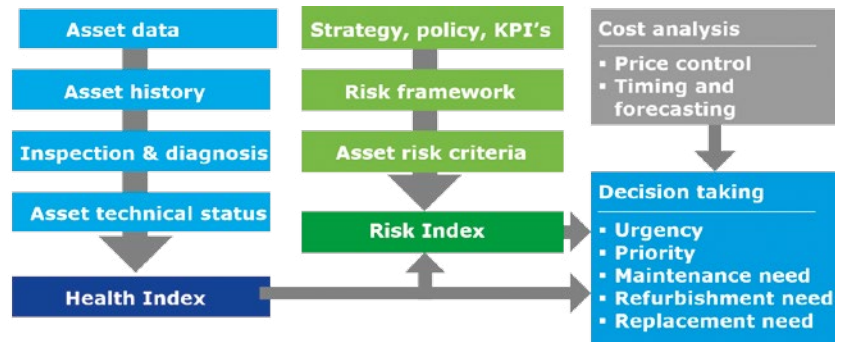 Asset data
Asset history
Inspection & diagnosis
Asset technical status
Health Index
Strategy, policy, KPI's
Risk framework
Asset risk criteria
Risk Index
Cost analysis
▪ Price control
▪ Timing and
forecasting
Decision taking
▪ Urgency
▪ Priority
▪ Maintenance need
▪ Refurbishment need
▪ Replacement need